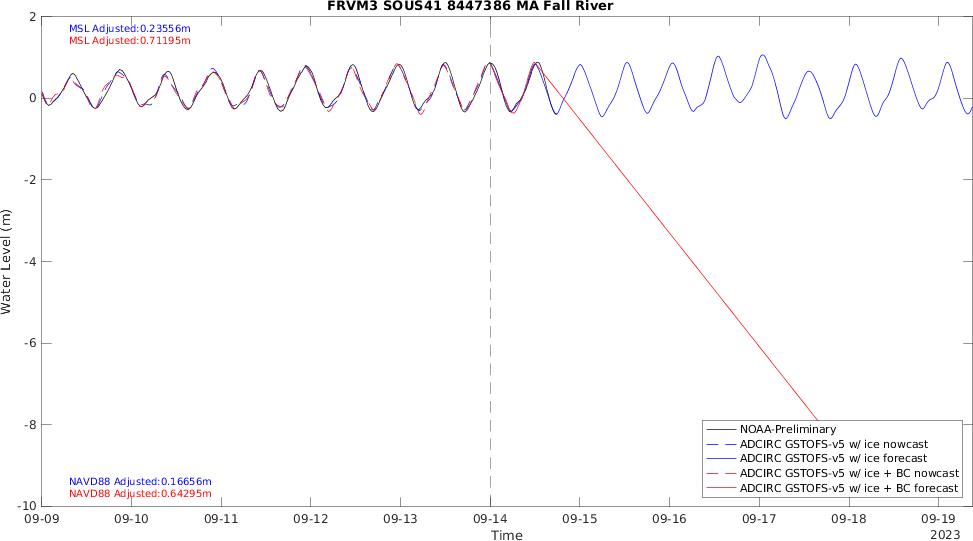 FRVM3 SOUS41 8447386 MA Fall River
MSL Adjusted:0.23556m
MSL Adjusted:0.71195m
2
0
-2
-4
-6
-8
-10
Water Level (m)
NAVD88 Adjusted:0.16656m
NAVD88 Adjusted:0.64295m
NOAA-Preliminary
ADCIRC GSTOFS-v5 w/ ice nowcast
ADCIRC GSTOFS-v5 w/ ice forecast
ADCIRC GSTOFS-v5 w/ ice + BC nowcast
ADCIRC GSTOFS-v5 w/ ice + BC forecast
09-09 09-10 09-11 09-12 09-13 09-14 09-15 09-16 09-17 09-18 09-19
Time
2023